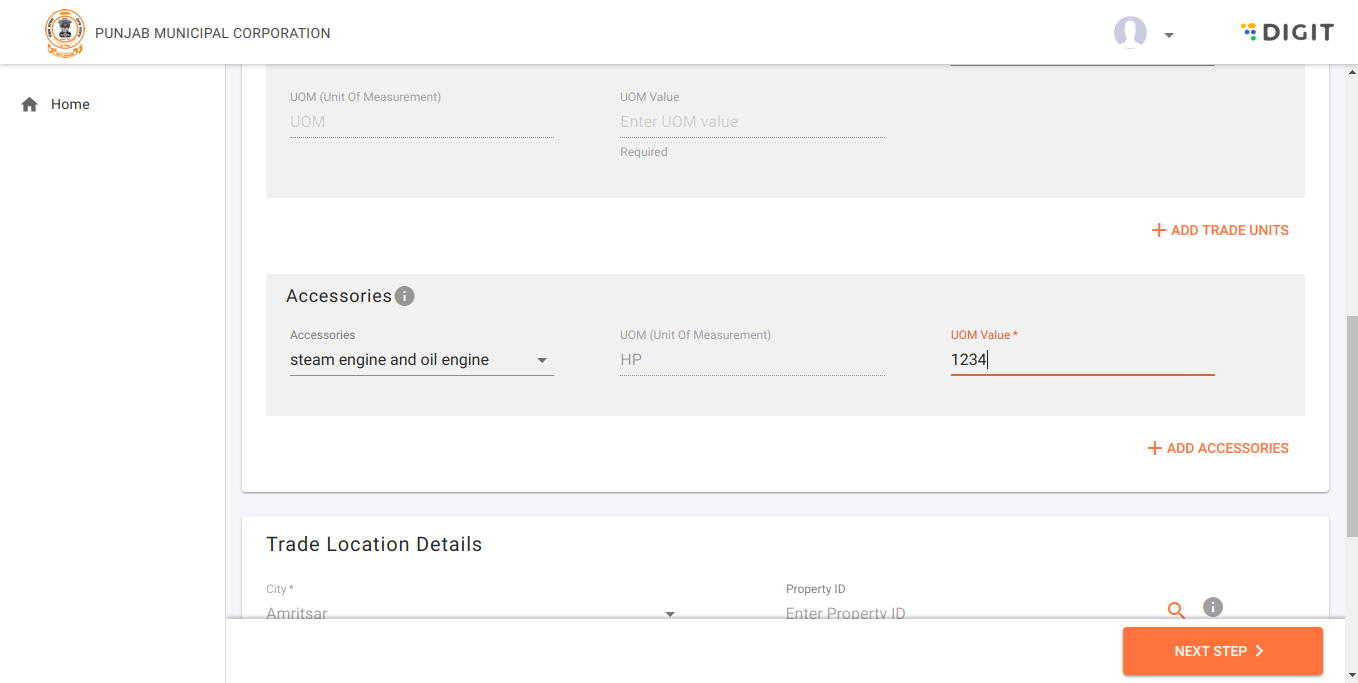 PUNJAB MUNICIPAL CORPORATION
DIGIT
Home
UOM (Unit Of Measurement)
UOM Value
UOM
Enter UOM value
Required
ADD TRADE UNITS
Accessories
Accessories
UOM (Unit Of Measurement)
UOM Value *
steam engine and oil engine
HP
1234
ADD ACCESSORIES
Trade Location Details
City *
Property ID
Amritsar
Enter Property ID
NEXT STEP